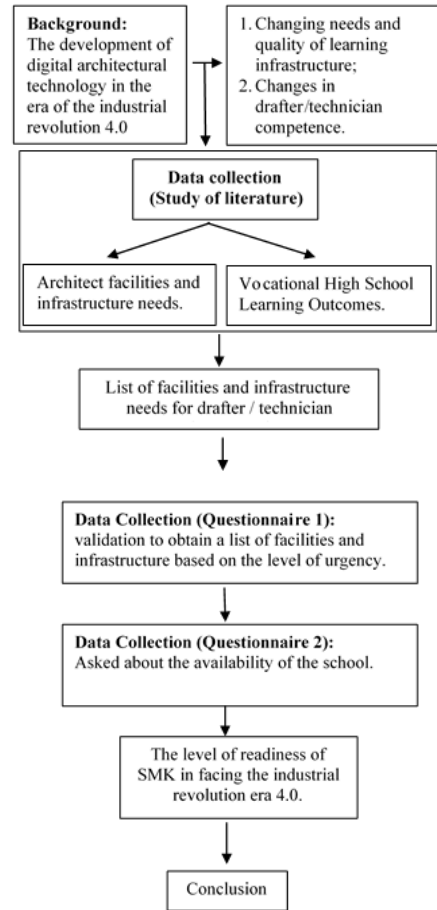 Background:
The development of
digital architectural
technology in the
era of the industrial
revolution 4.0
1. Changing needs and
quality of learning
infrastructure;
2. Changes in
drafter/technician
competence.
Data collection
(Study of literature)
Architect facilities and
infrastructure needs.
Vocational High School
Learning Outcomes.
List of facilities and infrastructure
needs for drafter / technician
Data Collection (Questionnaire 1):
validation to obtain a list of facilities and
infrastructure based on the level of urgency.
Data Collection (Questionnaire 2):
Asked about the availability of the school.
The level of readiness of
SMK in facing the industrial
revolution era 4.0.
Conclusion